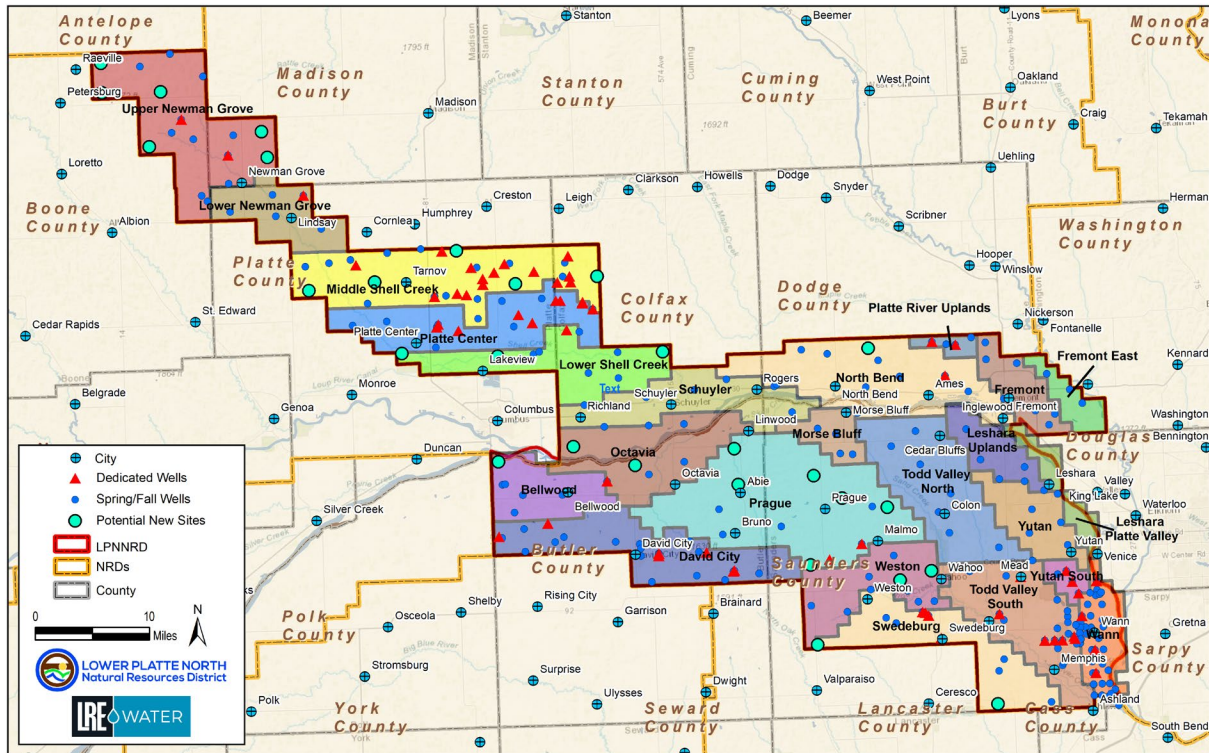 Antelope
County
Madison
County
Stanton
County
Cuming
County
Burt
County
Monona
County
Boone
County
Platte
County
Colfax
County
Dodge
County
Washington
County
Douglas
County
Butler
County
Saunders
County
Polk
County
York
County
Seward
County
Lancaster
County
Cass
County
Sarpy
County
Stanton
Beemer
Lyons
Raeville
Petersburg
Madison
West Point
Oakland
Craig
Tekamah
Loretto
Newman Grove
Uehling
Herman
Albion
Lindsay
Cornlea
Humphrey
Creston
Leigh
Clarkson
Howells
Dodge
Snyder
Scribner
Hooper
Winslow
Nickerson
Fontanelle
Kennard
Cedar Rapids
St. Edward
Tarnov
Platte Center
Lakeview
Belgrade
Genoa
Monroe
Columbus
Duncan
Richland
Schuyler
Rogers
North Bend
Morse Bluff
Ames
Inglewood
Fremont
Linwood
Cedar Bluffs
Washington
Bennington
Silver Creek
Bellwood
Octavia
Abie
Bruno
Prague
Malmo
Colon
Leshara
King Lake
Valley
Waterloo
Yutan
Venice
David City
Wahoo
Mead
Weston
Swedeburg
Wann
Memphis
Ashland
Gretna
South Bend
Osceola
Shelby
Rising City
Garrison
Brainard
Stromsburg
Polk
Surprise
Ulysses
Dwight
Valparaiso
Ceresco
Upper Newman Grove
Lower Newman Grove
Middle Shell Creek
Platte Center
Lower Shell Creek
Text
Schuyler
North Bend
Platte River Uplands
Fremont
Fremont East
Octavia
Morse Bluff
Leshara
Uplands
Bellwood
Prague
Todd Valley
North
Yutan
Leshara
Platte Valley
David City
Weston
Todd Valley
South
Yutan South
Swedeburg
Wann
1795 ft
1692 ft
1864 ft
City
Dedicated Wells
Spring/Fall Wells
Potential New Sites
LPNNRD
NRDs
County
0 10
Miles
N
LOWER PLATTE NORTH
Natural Resources District
LRE WATER